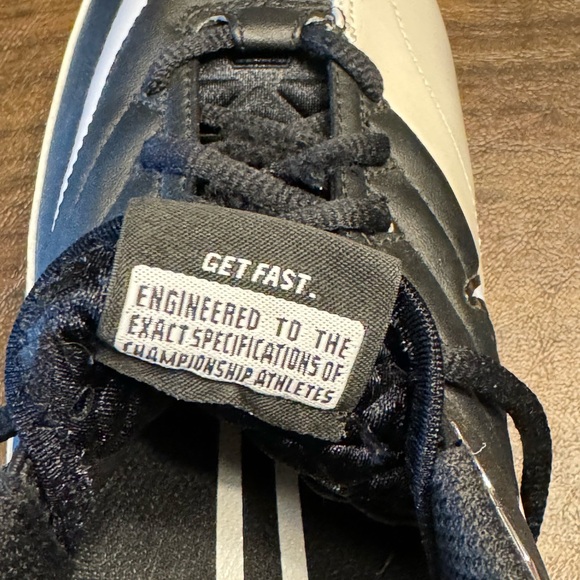 GET FAST.
ENGINEERED TO THE
EXACT SPECIFICATIONS OF
CHAMPIONSHIP ATHLETES